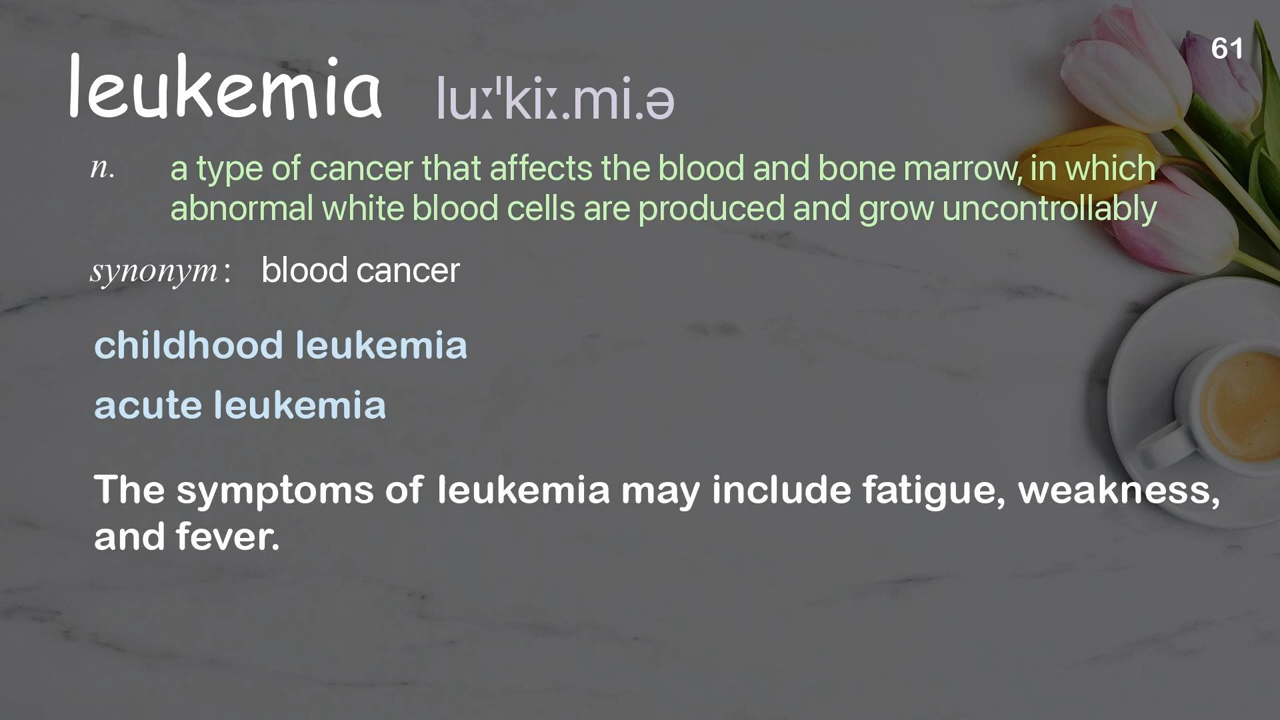 61
leukemia luːˈkiː.mi.ə
n. a type of cancer that affects the blood and bone marrow, in which
abnormal white blood cells are produced and grow uncontrollably
synonym: blood cancer
childhood leukemia
acute leukemia
The symptoms of leukemia may include fatigue, weakness,
and fever.